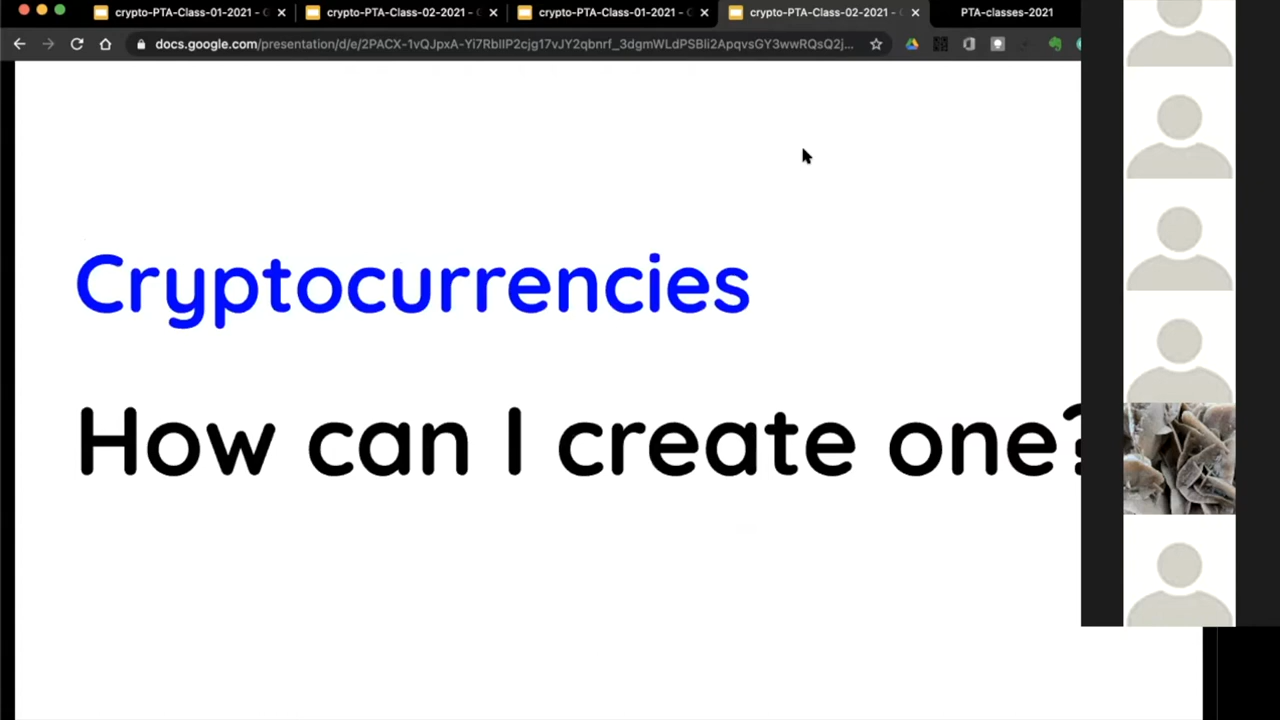 crypto-PTA-Class-01-2021 -
crypto-PTA-Class-02-2021 -
crypto-PTA-Class-01-2021 -
crypto-PTA-Class-02-2021 -
PTA-classes-2021
docs.google.com/presentation/d/e/2PACX-1vQJpxA-Yi7RbIIP2cjg17vJY2qbnrf_3dgmWLdPSBIi2ApqvsGY3wwRQsQ2j...
Cryptocurrencies
How can I create one?